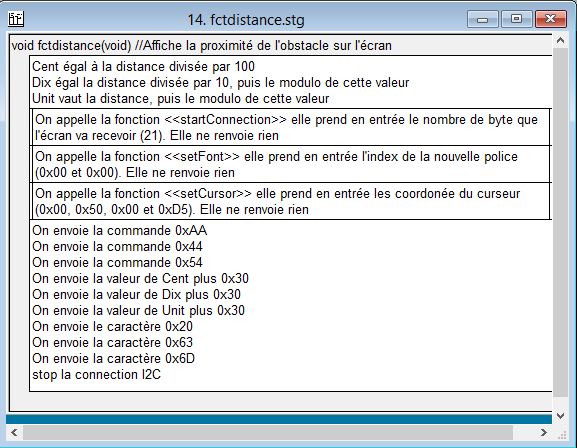 14. fctdistance.stg
void fctdistance(void) //Affiche la proximité de l'obstacle sur l'écran
Cent égal à la distance divisée par 100
Dix égal la distance divisée par 10, puis le modulo de cette valeur
Unit vaut la distance, puis le modulo de cette valeur
On appelle la fonction <<startConnection>> elle prend en entrée le nombre de byte que
l'écran va recevoir (21). Elle ne renvoie rien
On appelle la fonction <<setFont>> elle prend en entrée l'index de la nouvelle police
(0x00 et 0x00). Elle ne renvoie rien
On appelle la fonction <<setCursor>> elle prend en entrée les coordonée du curseur
(0x00, 0x50, 0x00 et 0xD5). Elle ne renvoie rien
On envoie la commande 0xAA
On envoie la commande 0x44
On envoie la commande 0x54
On envoie la valeur de Cent plus 0x30
On envoie la valeur de Dix plus 0x30
On envoie la valeur de Unit plus 0x30
On envoie le caractère 0x20
On envoie le caractère 0x63
On envoie le caractère 0x6D
stop la connection I2C